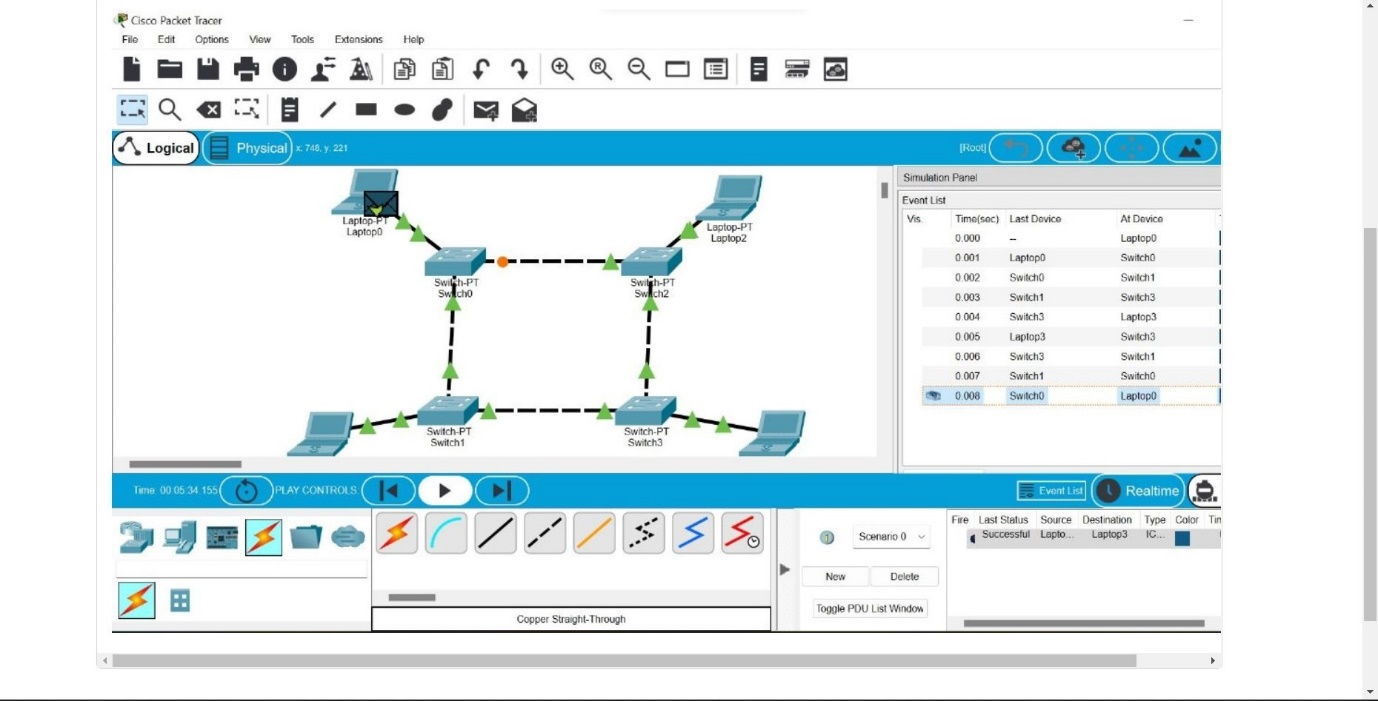 Cisco Packet Tracer
File Edit Options View Tools Extensions Help
Logical Physical x: 748, y: 221 [Root]
Simulation Panel
Event List
Vis. Time(sec) Last Device At Device
0.000 -- Laptop0
0.001 Laptop0 Switch0
0.002 Switch0 Switch1
0.003 Switch1 Switch3
0.004 Switch3 Laptop3
0.005 Laptop3 Switch3
0.006 Switch3 Switch1
0.007 Switch1 Switch0
0.008 Switch0 Laptop0
Laptop-PT
Laptop0
Laptop-PT
Laptop2
Switch-PT
Switch0
Switch-PT
Switch2
Switch-PT
Switch1
Switch-PT
Switch3
Time: 00:05:34.155 PLAY CONTROLS: Event List Realtime
Fire Last Status Source Destination Type Color Tim
Successful Lapto... Laptop3 IC...
Scenario 0
New Delete
Toggle PDU List Window
Copper Straight-Through